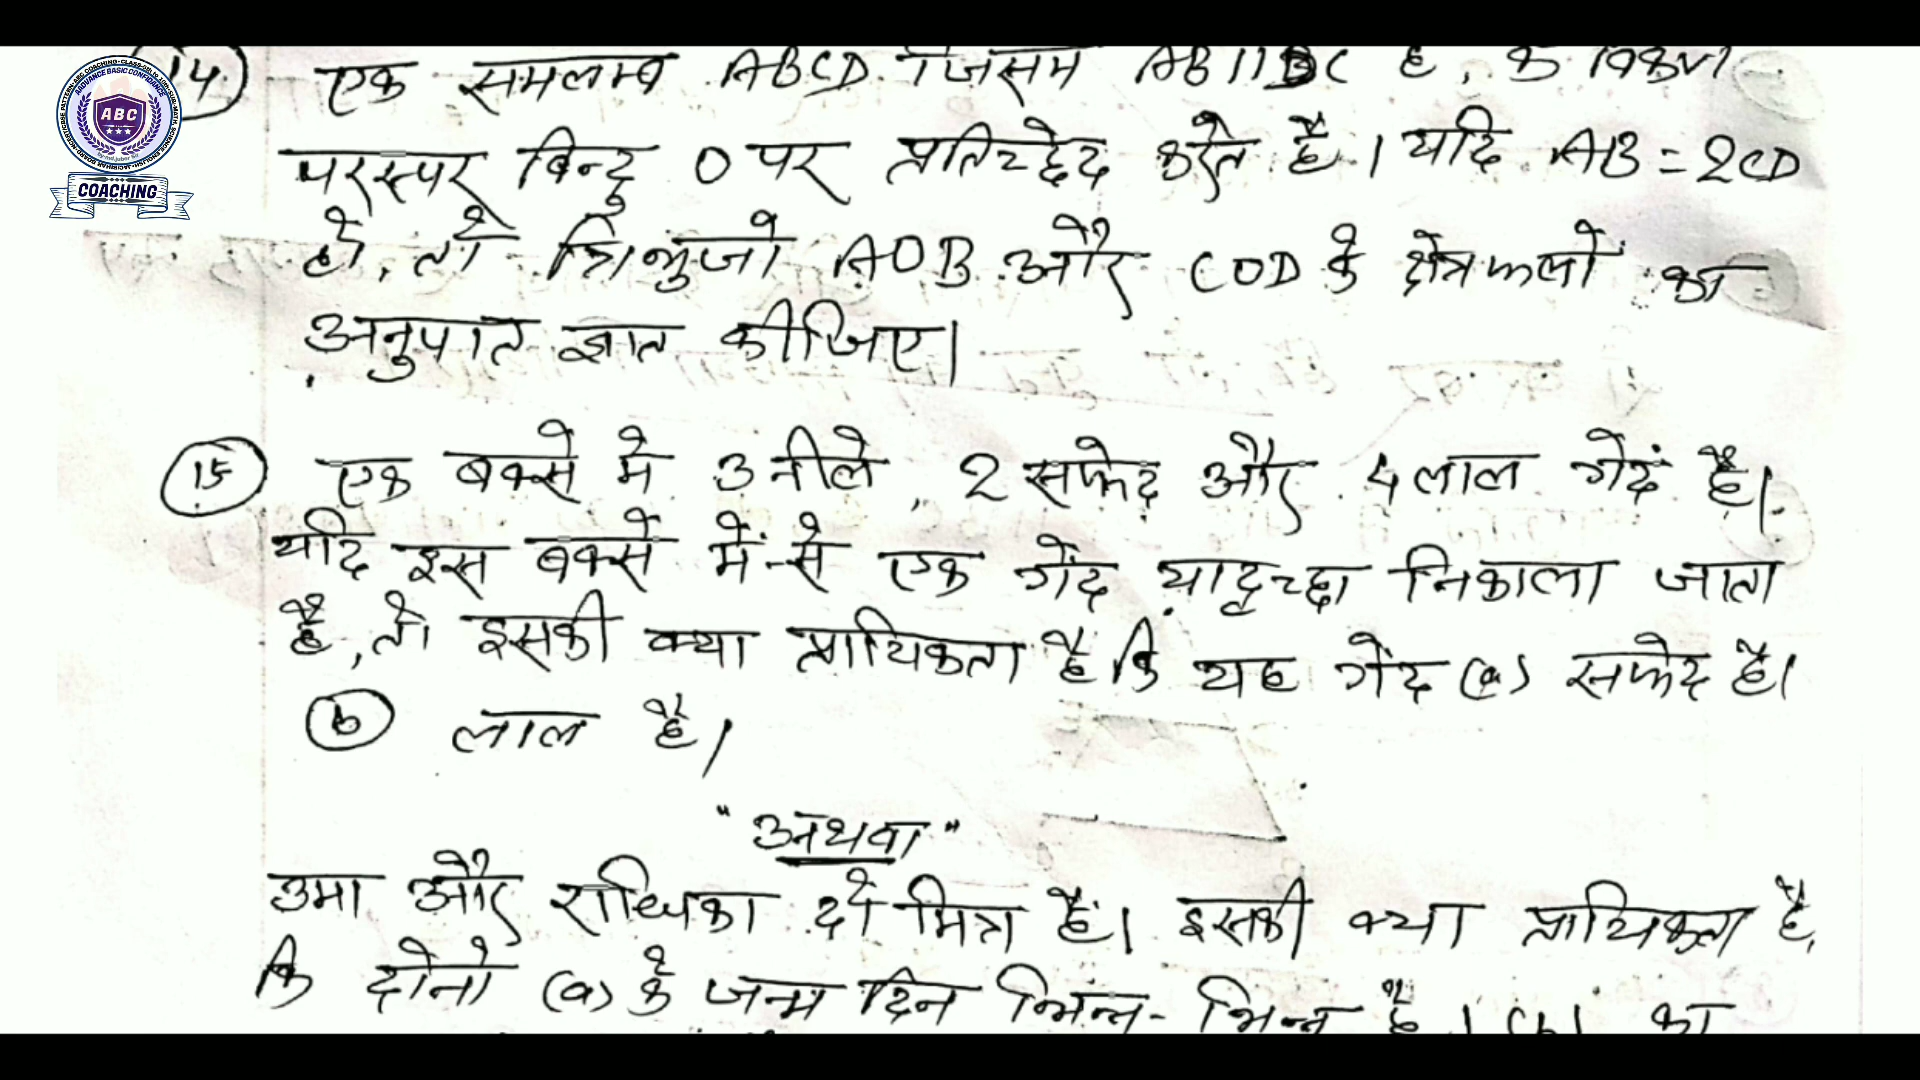 14. एक समलम्ब ABCD जिसमे AB||DC है, के विकर्ण
परस्पर बिन्दु O पर प्रतिच्छेद करते है। यदि AB = 2CD
हो, तो त्रिभुजो AOB और COD के क्षेत्रफलो का
अनुपात ज्ञात कीजिए।
15 एक बक्से मे 3 नीले, 2 सफेद और 4 लाल गेंद है।
यदि इस बक्से में से एक गेंद यादृच्छा निकाला जाता
है, तो इसकी क्या प्रायिकता है कि यह गेंद (a) सफेद है।
b लाल है।
"अथवा"
उमा और राधिका दो मित्र है। इसकी क्या प्रायिकता है,
कि दोनो (a) के जन्म दिन भिन्न-भिन्न है। (b) का
ABC
COACHING